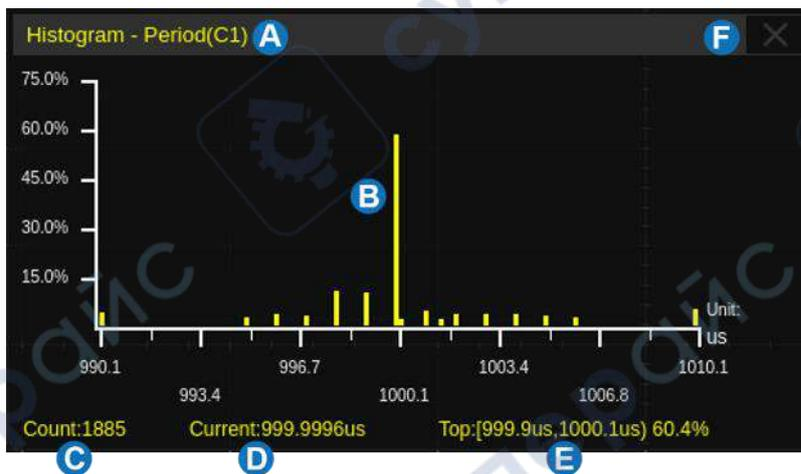 Histogram - Period(C1) A F
75.0%
60.0%
45.0%
B
30.0%
15.0%
Unit:
us
990.1 996.7 1003.4 1010.1
993.4 1000.1 1006.8
Count:1885 Current:999.9996us Top:[999.9us,1000.1us) 60.4%
C D E